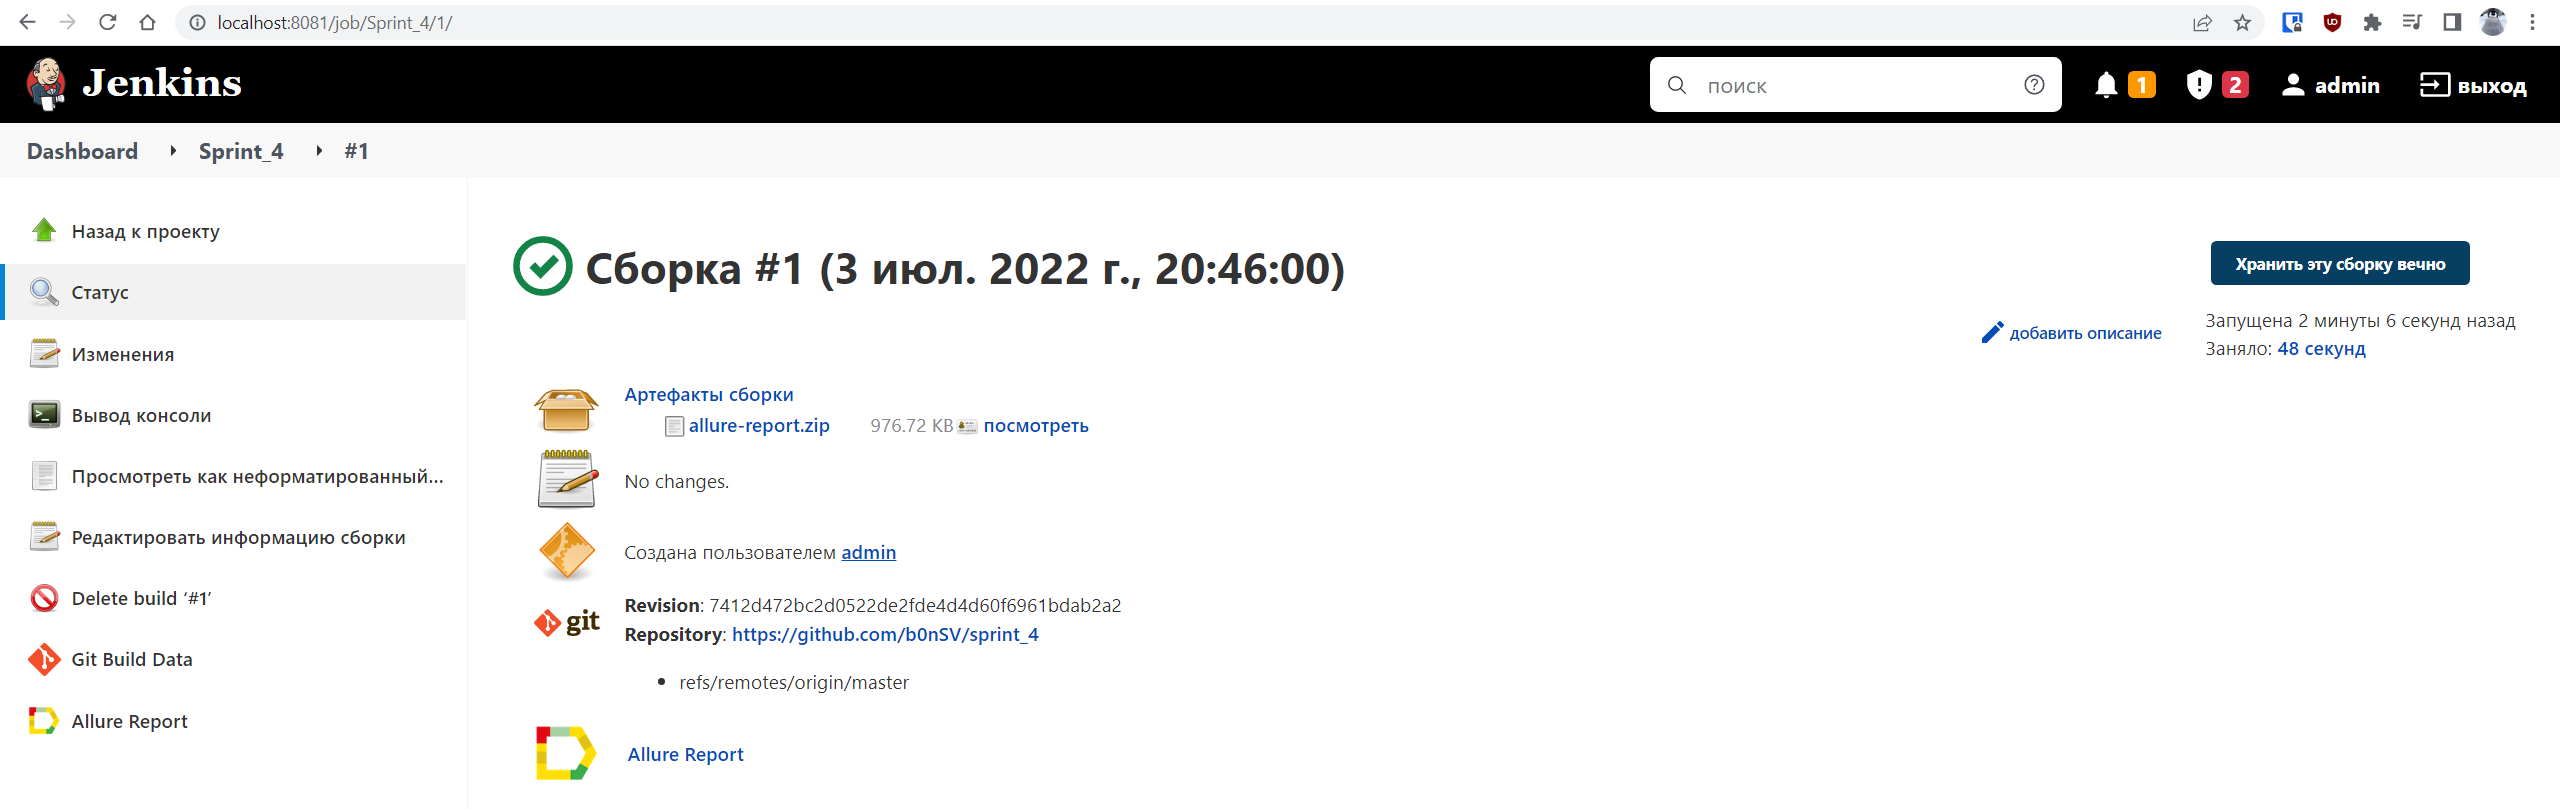 localhost:8081/job/Sprint_4/1/
Jenkins
поиск
1
2
admin
выход
Dashboard
Sprint_4
#1
Назад к проекту
Статус
Изменения
Вывод консоли
Просмотреть как неформатированный...
Редактировать информацию сборки
Delete build ‘#1’
Git Build Data
Allure Report
Сборка #1 (3 июл. 2022 г., 20:46:00)
Хранить эту сборку вечно
добавить описание
Запущена 2 минуты 6 секунд назад
Заняло: 48 секунд
Артефакты сборки
allure-report.zip 976.72 KB посмотреть
No changes.
Создана пользователем admin
git
Revision: 7412d472bc2d0522de2fde4d4d60f6961bdab2a2
Repository: https://github.com/b0nSV/sprint_4
• refs/remotes/origin/master
Allure Report